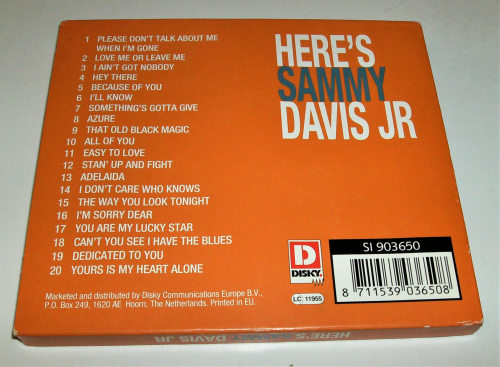 1 PLEASE DON'T TALK ABOUT ME
WHEN I'M GONE
2 LOVE ME OR LEAVE ME
3 I AIN'T GOT NOBODY
4 HEY THERE
5 BECAUSE OF YOU
6 I'LL KNOW
7 SOMETHING'S GOTTA GIVE
8 AZURE
9 THAT OLD BLACK MAGIC
10 ALL OF YOU
11 EASY TO LOVE
12 STAN' UP AND FIGHT
13 ADELAIDA
14 I DON'T CARE WHO KNOWS
15 THE WAY YOU LOOK TONIGHT
16 I'M SORRY DEAR
17 YOU ARE MY LUCKY STAR
18 CAN'T YOU SEE I HAVE THE BLUES
19 DEDICATED TO YOU
20 YOURS IS MY HEART ALONE
Marketed and distributed by Disky Communications Europe B.V.,
P.O. Box 249, 1620 AE Hoorn, The Netherlands. Printed in EU.
HERE'S
SAMMY
DAVIS JR
D
DISKY
LC 11955
SI 903650
8 711539 036508
HERE'S SAMMY DAVIS JR